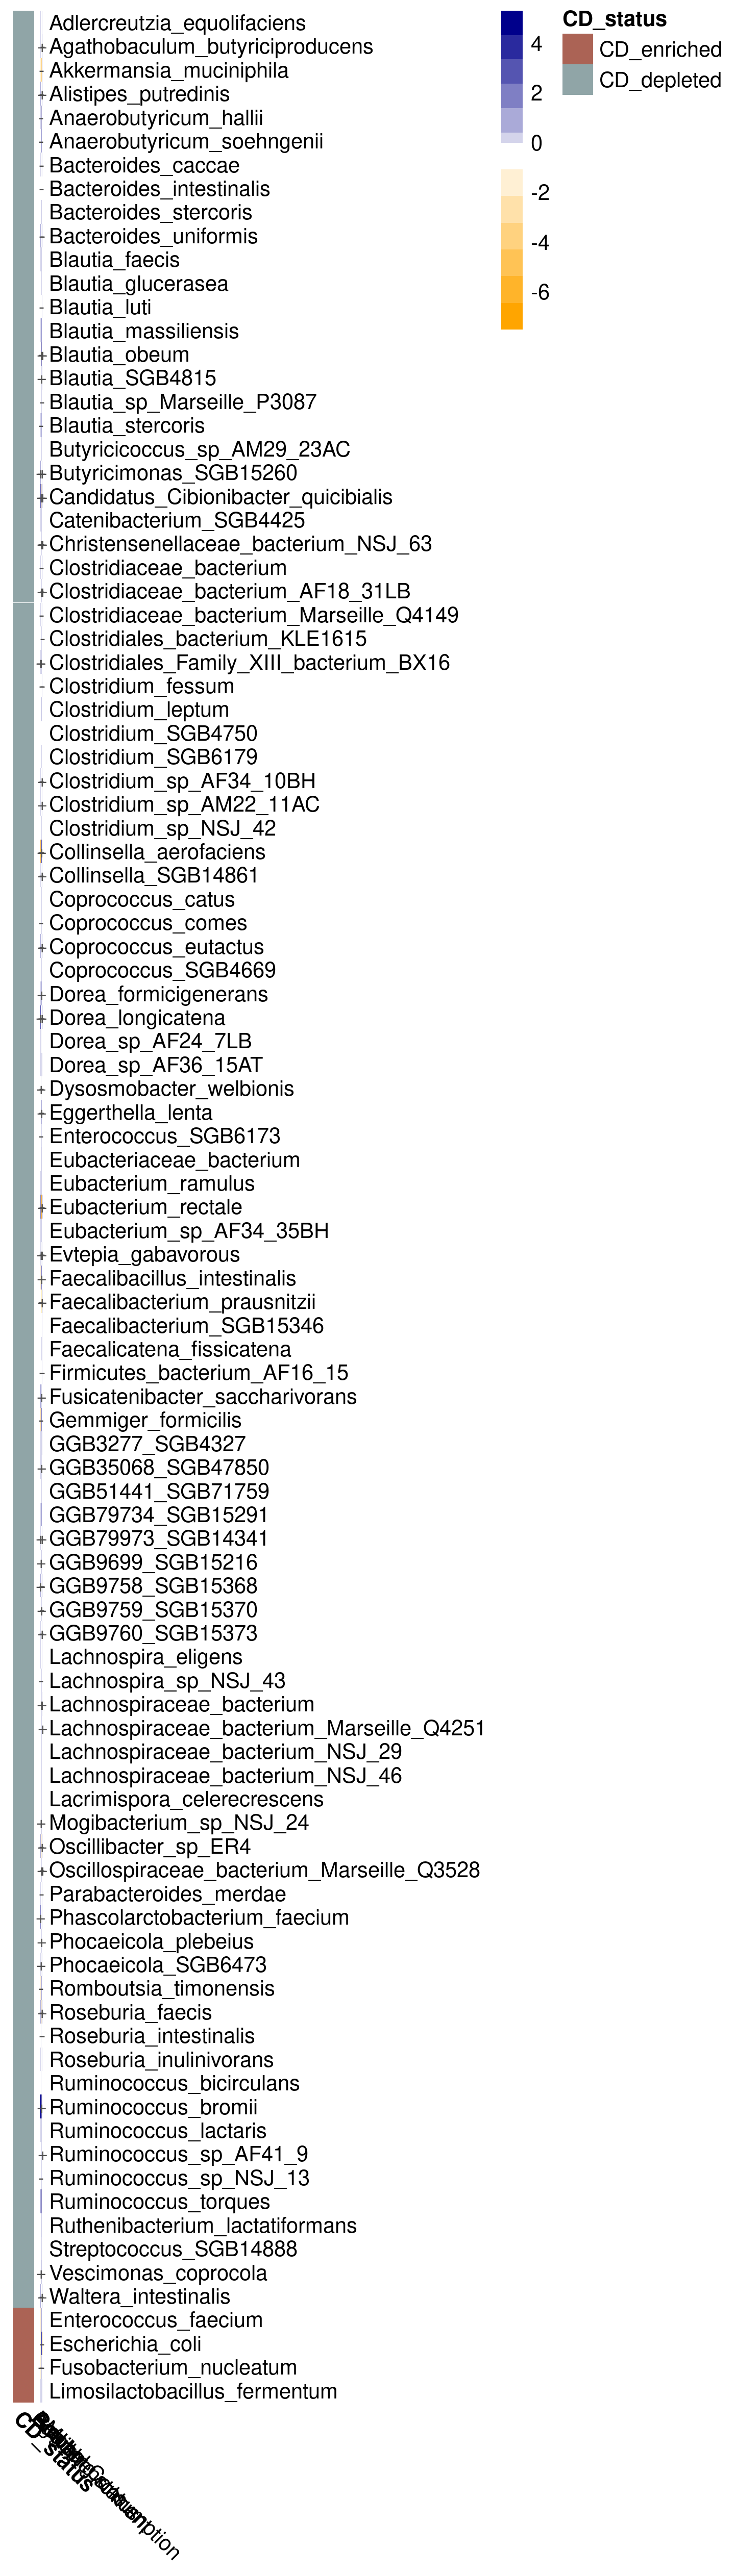 Adlercreutzia_equolifaciens
+ Agathobaculum_butyriciproducens
- Akkermansia_muciniphila
+ Alistipes_putredinis
- Anaerobutyricum_hallii
- Anaerobutyricum_soehngenii
- Bacteroides_caccae
- Bacteroides_intestinalis
Bacteroides_stercoris
- Bacteroides_uniformis
Blautia_faecis
Blautia_glucerasea
- Blautia_luti
Blautia_massiliensis
+ Blautia_obeum
+ Blautia_SGB4815
- Blautia_sp_Marseille_P3087
- Blautia_stercoris
Butyricicoccus_sp_AM29_23AC
+ Butyricimonas_SGB15260
+ Candidatus_Cibionibacter_quicibialis
Catenibacterium_SGB4425
+ Christensenellaceae_bacterium_NSJ_63
- Clostridiaceae_bacterium
+ Clostridiaceae_bacterium_AF18_31LB
- Clostridiaceae_bacterium_Marseille_Q4149
- Clostridiales_bacterium_KLE1615
+ Clostridiales_Family_XIII_bacterium_BX16
- Clostridium_fessum
Clostridium_leptum
Clostridium_SGB4750
Clostridium_SGB6179
+ Clostridium_sp_AF34_10BH
+ Clostridium_sp_AM22_11AC
Clostridium_sp_NSJ_42
+ Collinsella_aerofaciens
+ Collinsella_SGB14861
Coprococcus_catus
- Coprococcus_comes
+ Coprococcus_eutactus
Coprococcus_SGB4669
+ Dorea_formicigenerans
+ Dorea_longicatena
Dorea_sp_AF24_7LB
Dorea_sp_AF36_15AT
+ Dysosmobacter_welbionis
+ Eggerthella_lenta
- Enterococcus_SGB6173
Eubacteriaceae_bacterium
Eubacterium_ramulus
+ Eubacterium_rectale
Eubacterium_sp_AF34_35BH
+ Evtepia_gabavorous
+ Faecalibacillus_intestinalis
+ Faecalibacterium_prausnitzii
Faecalibacterium_SGB15346
Faecalicatena_fissicatena
- Firmicutes_bacterium_AF16_15
+ Fusicatenibacter_saccharivorans
- Gemmiger_formicilis
GGB3277_SGB4327
+ GGB35068_SGB47850
GGB51441_SGB71759
GGB79734_SGB15291
+ GGB79973_SGB14341
+ GGB9699_SGB15216
+ GGB9758_SGB15368
+ GGB9759_SGB15370
+ GGB9760_SGB15373
Lachnospira_eligens
- Lachnospira_sp_NSJ_43
+ Lachnospiraceae_bacterium
+ Lachnospiraceae_bacterium_Marseille_Q4251
Lachnospiraceae_bacterium_NSJ_29
Lachnospiraceae_bacterium_NSJ_46
Lacrimispora_celerecrescens
+ Mogibacterium_sp_NSJ_24
+ Oscillibacter_sp_ER4
+ Oscillospiraceae_bacterium_Marseille_Q3528
- Parabacteroides_merdae
+ Phascolarctobacterium_faecium
+ Phocaeicola_plebeius
+ Phocaeicola_SGB6473
- Romboutsia_timonensis
+ Roseburia_faecis
- Roseburia_intestinalis
Roseburia_inulinivorans
Ruminococcus_bicirculans
+ Ruminococcus_bromii
Ruminococcus_lactaris
+ Ruminococcus_sp_AF41_9
- Ruminococcus_sp_NSJ_13
Ruminococcus_torques
Ruthenibacterium_lactatiformans
Streptococcus_SGB14888
+ Vescimonas_coprocola
+ Waltera_intestinalis
Enterococcus_faecium
- Escherichia_coli
- Fusobacterium_nucleatum
Limosilactobacillus_fermentum
CD_status
4
2
0
-2
-4
-6
CD_status
CD_enriched
CD_depleted